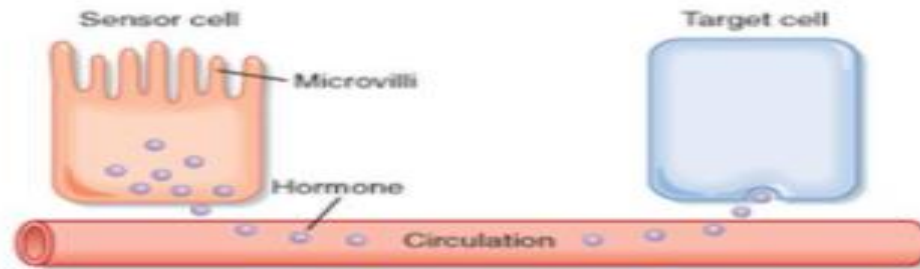 Sensor cell
Target cell
Microvilli
Hormone
Circulation